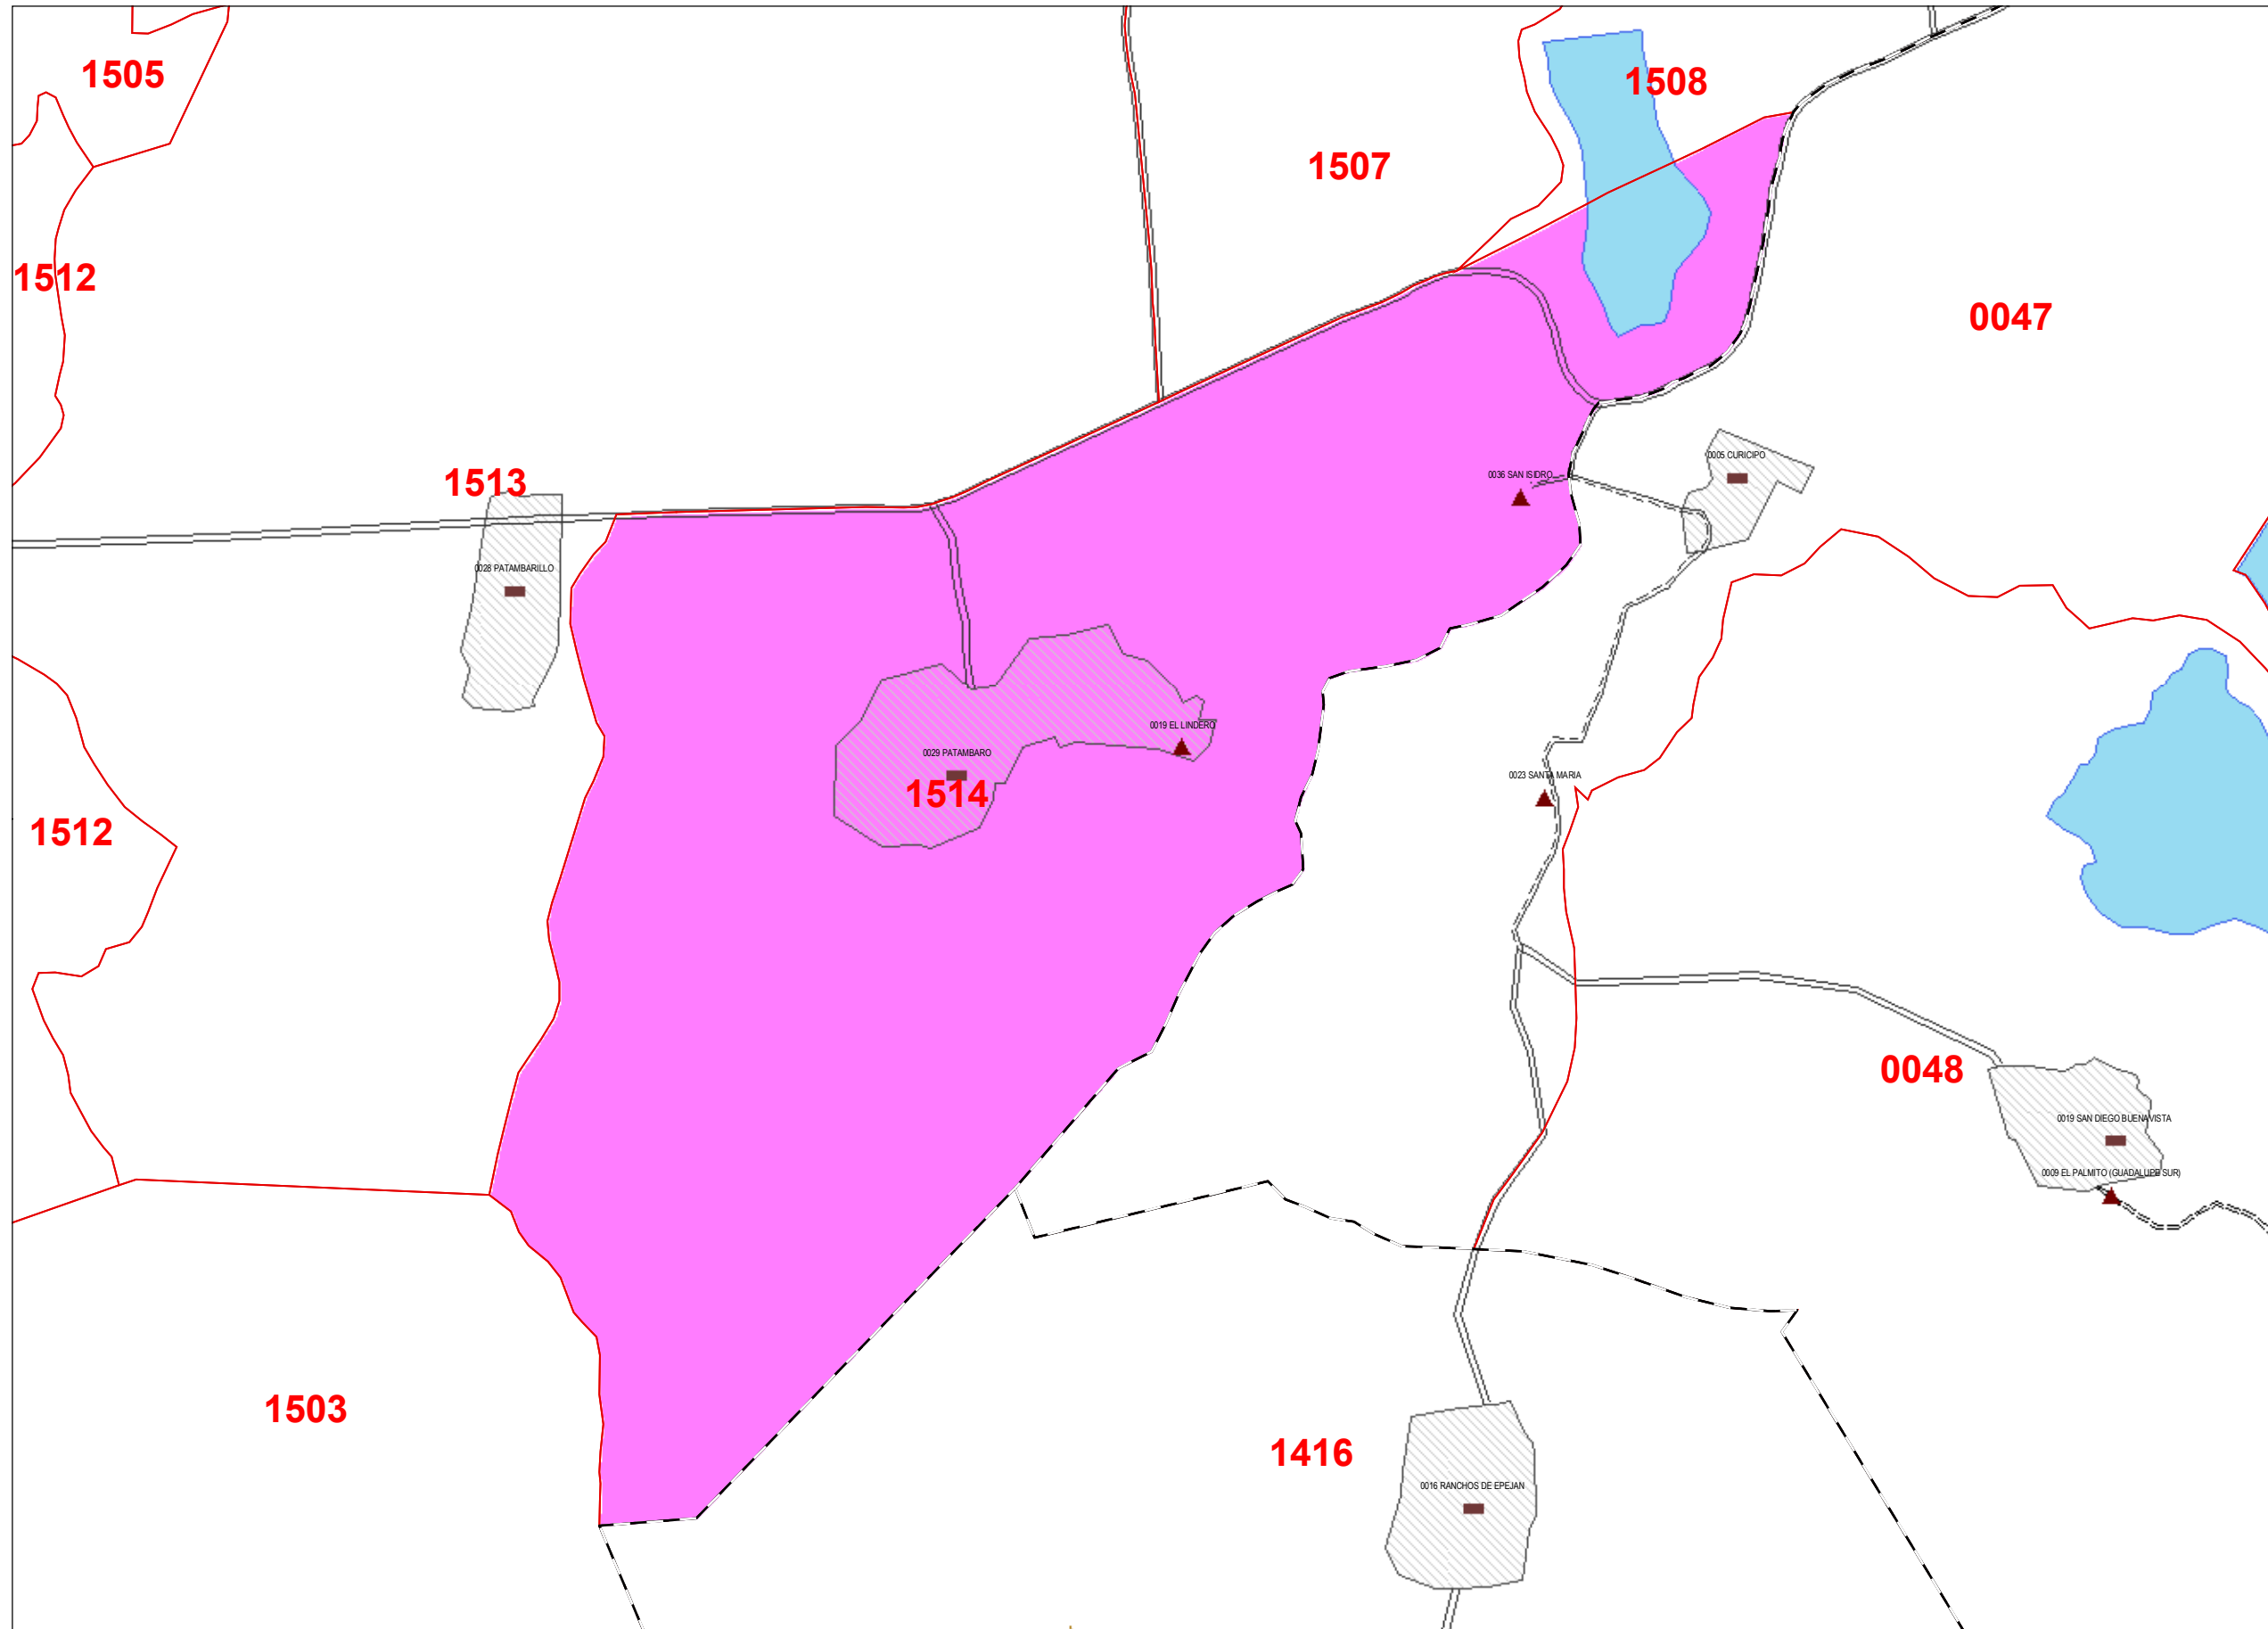 1505
1508
1507
1512
0047
0005 CURICIPO
0036 SAN ISIDRO
1513
0028 PATAMBARILLO
0019 EL LINDERO
0029 PATAMBARO
1514
0023 SANTA MARIA
1512
0048
0019 SAN DIEGO BUENAVISTA
0009 EL PALMITO (GUADALUPE SUR)
1503
1416
0016 RANCHOS DE EPEJAN